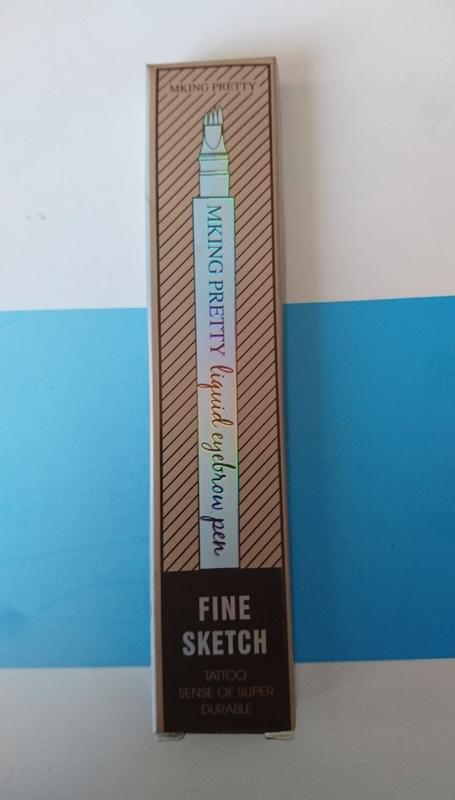 MKING PRETTY
MKING PRETTY liquid eyebrow pen
FINE
SKETCH
TATTOO
SENSE OF SUPER
DURABLE